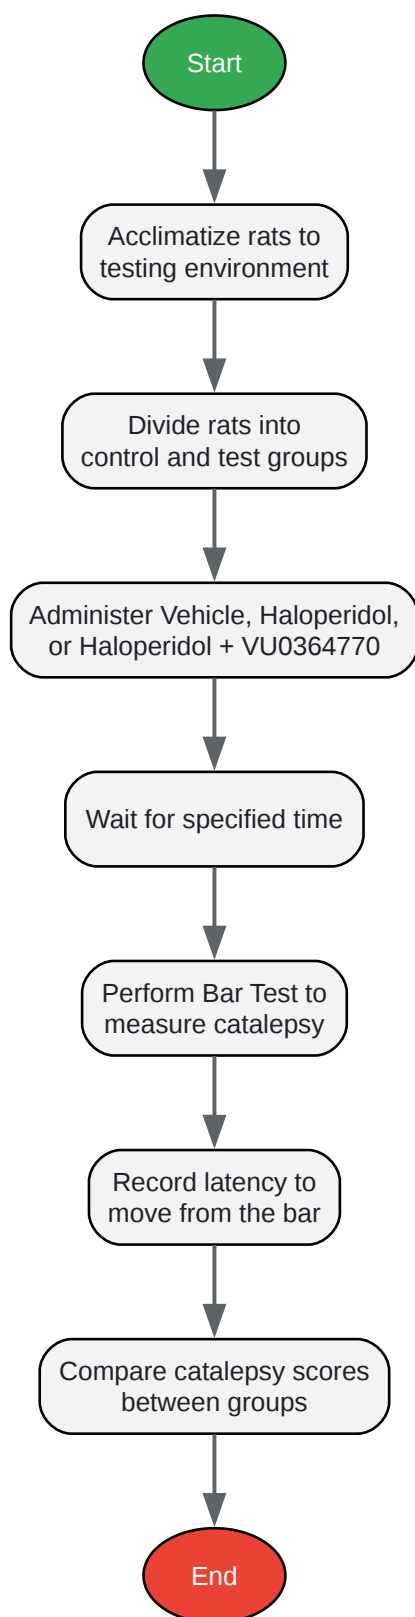 Start
Acclimatize rats to
testing environment
Divide rats into
control and test groups
Administer Vehicle, Haloperidol,
or Haloperidol + VU0364770
Wait for specified time
Perform Bar Test to
measure catalepsy
Record latency to
move from the bar
Compare catalepsy scores
between groups
End